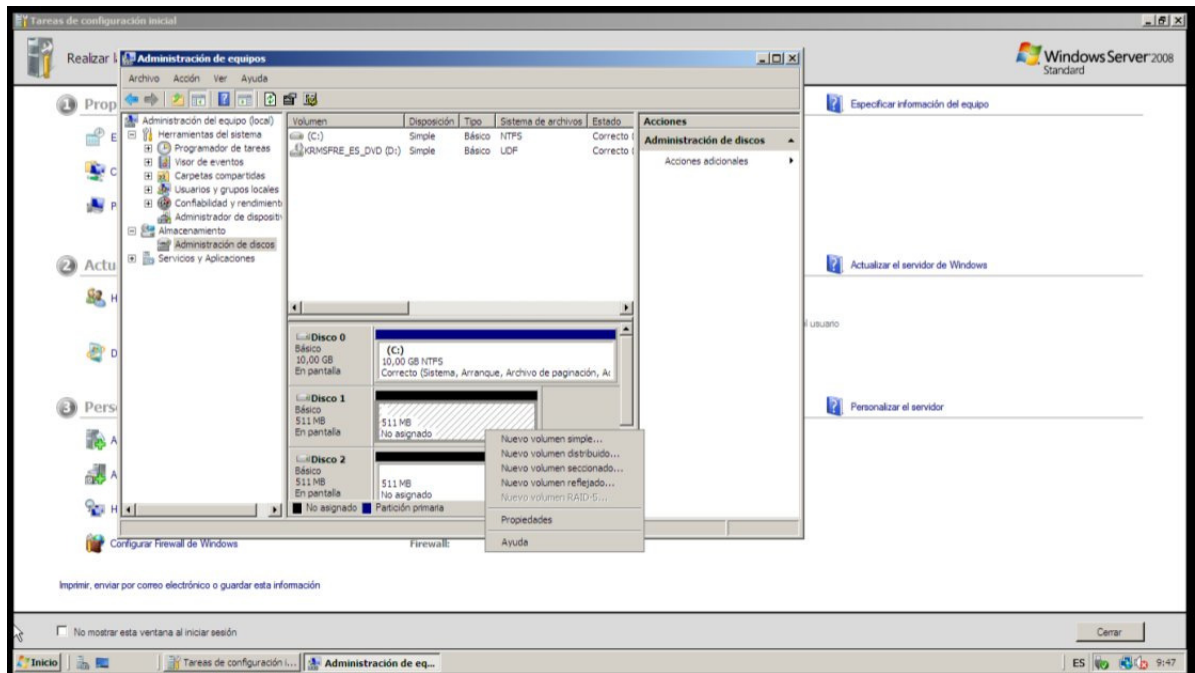 Tareas de configuración inicial
Realizar l
Windows Server 2008
Standard
Administración de equipos
Archivo Acción Ver Ayuda
1 Prop
Especificar información del equipo
Administración del equipo (local)
Herramientas del sistema
Programador de tareas
Visor de eventos
Carpetas compartidas
Usuarios y grupos locales
Confiabilidad y rendimient
Administrador de dispositi
Almacenamiento
Administración de discos
Servicios y Aplicaciones
Volumen Disposición Tipo Sistema de archivos Estado
(C:) Simple Básico NTFS Correcto (
KRMSFRE_ES_DVD (D:) Simple Básico UDF Correcto (
Acciones
Administración de discos
Acciones adicionales
E
C
P
2 Actu
Actualizar el servidor de Windows
H
l usuario
D
Disco 0
Básico
10,00 GB
En pantalla
(C:)
10,00 GB NTFS
Correcto (Sistema, Arranque, Archivo de paginación, Ac
3 Pers
Personalizar el servidor
A
A
H
Disco 1
Básico
511 MB
En pantalla
511 MB
No asignado
Disco 2
Básico
511 MB
En pantalla
511 MB
No asignado
No asignado Partición primaria
Nuevo volumen simple...
Nuevo volumen distribuido...
Nuevo volumen seccionado...
Nuevo volumen reflejado...
Nuevo volumen RAID-5...
Propiedades
Ayuda
Configurar Firewall de Windows
Firewall:
Imprimir, enviar por correo electrónico o guardar esta información
No mostrar esta ventana al iniciar sesión
Cerrar
Inicio
Tareas de configuración i...
Administración de eq...
ES
9:47